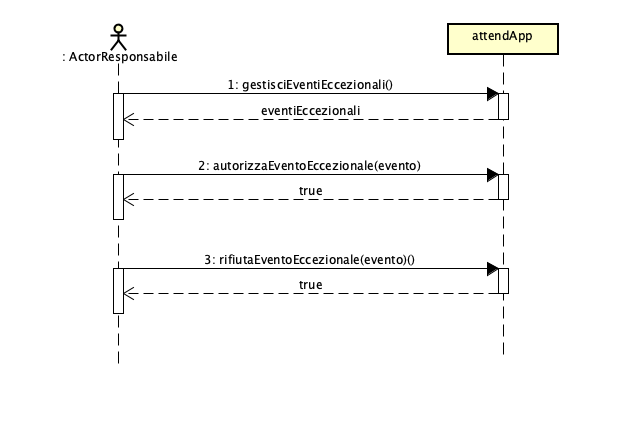 attendApp
: ActorResponsabile
1: gestisciEventiEccezionali()
eventiEccezionali
2: autorizzaEventoEccezionale(evento)
true
3: rifiutaEventoEccezionale(evento)()
true